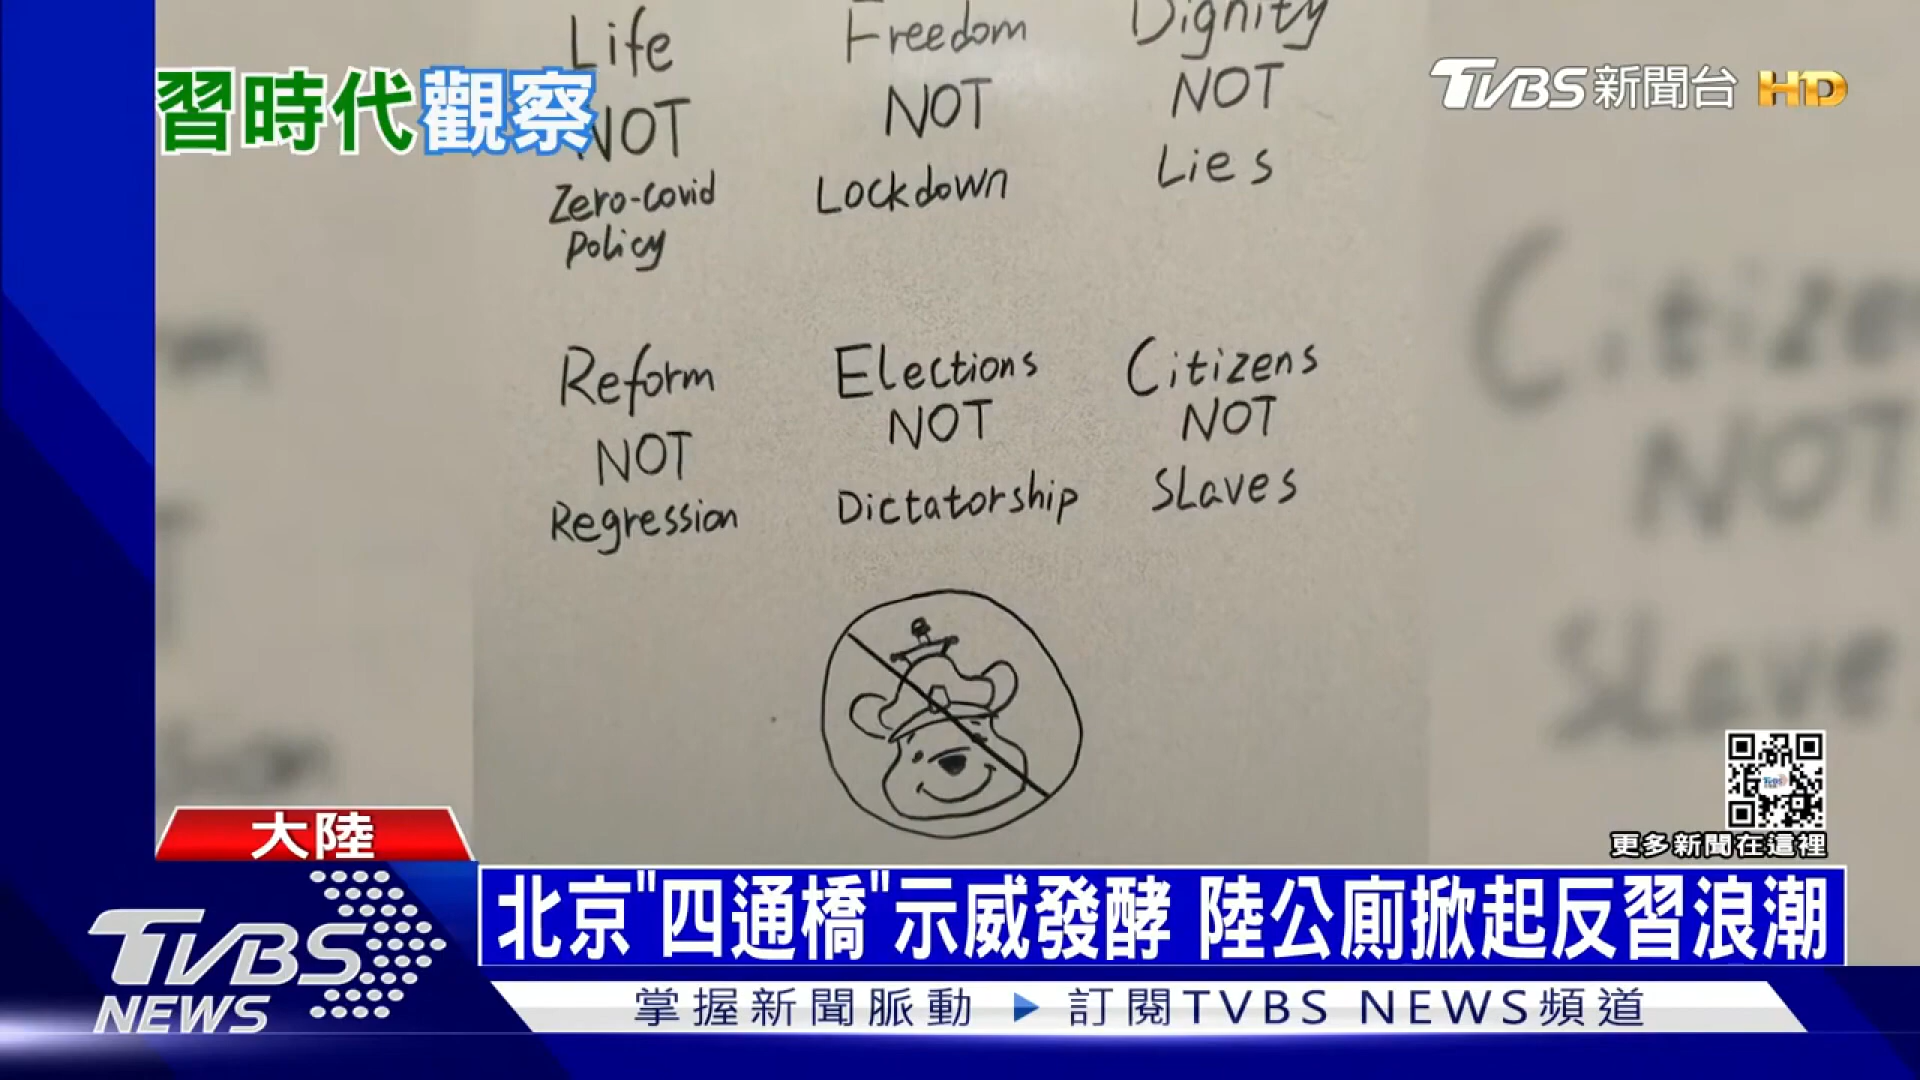 Life
Freedom
Dignity
習時代觀察
TVBS新聞台 HD
NOT
NOT
NOT
Zero-Covid
Policy
Lockdown
Lies
Reform
Elections
Citizens
NOT
NOT
NOT
Regression
Dictatorship
Slaves
Citize
NOT
Slave
更多新聞在這裡
大陸
北京"四通橋"示威發酵 陸公廁掀起反習浪潮
TVBS
NEWS
掌握新聞脈動 ▶ 訂閱TVBS NEWS頻道